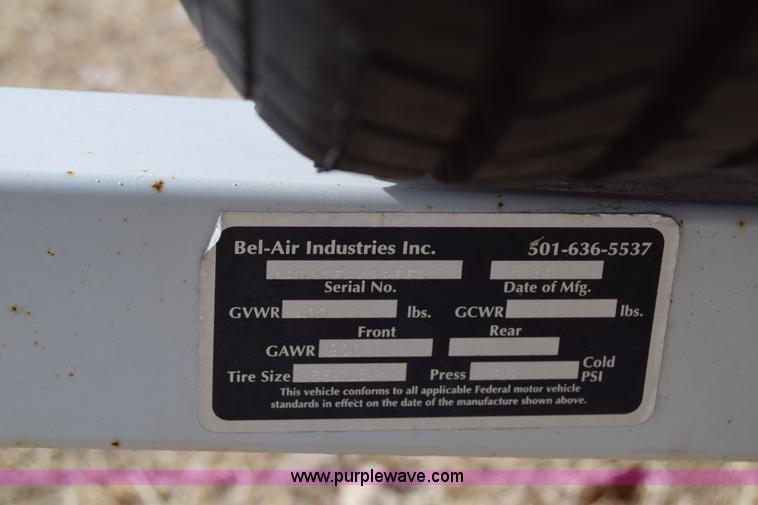 Bel-Air Industries Inc. 501-636-5537
Serial No. Date of Mfg.
GVWR lbs. GCWR lbs.
Front Rear
GAWR
Tire Size Press Cold PSI
This vehicle conforms to all applicable Federal motor vehicle
standards in effect on the date of the manufacture shown above.
www.purplewave.com